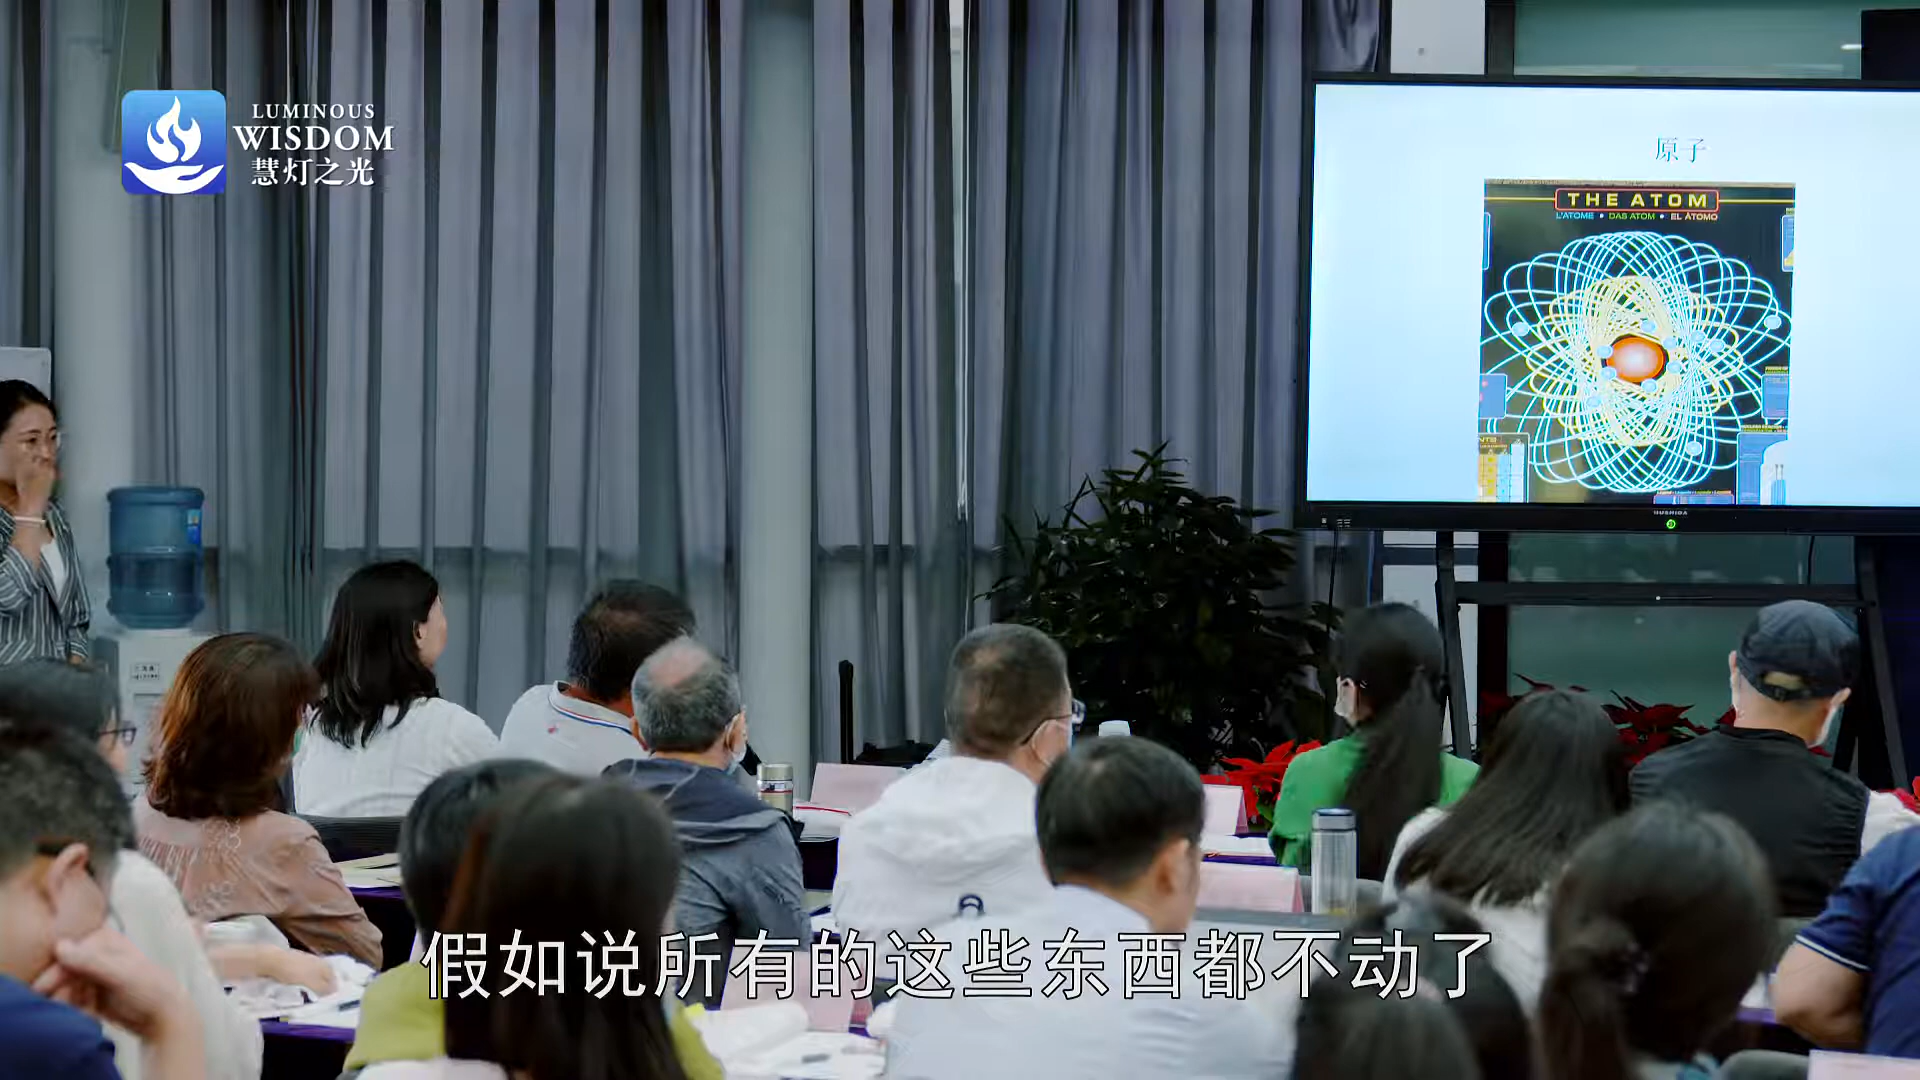 LUMINOUS
WISDOM
慧灯之光
原子
THE ATOM
L'ATOME • DAS ATOM • EL ÁTOMO
假如说所有的这些东西都不动了